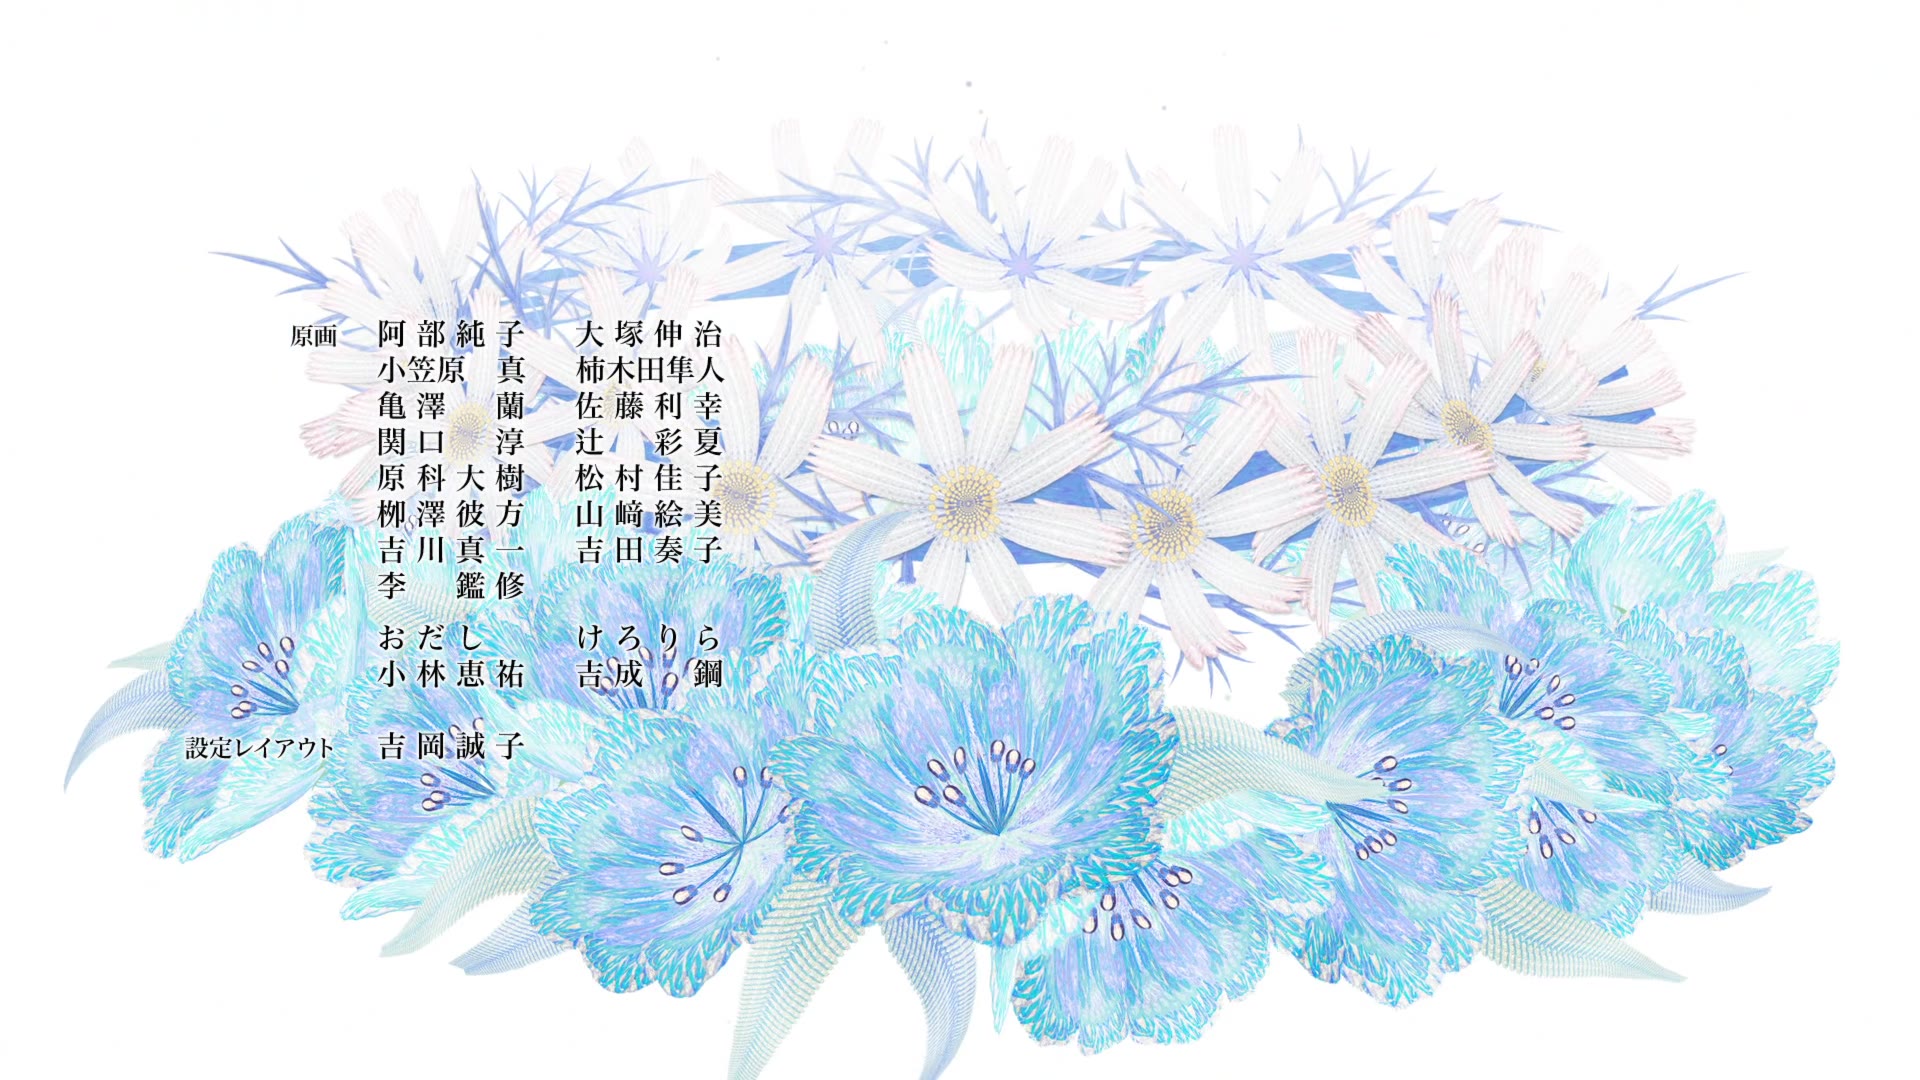 原画 阿部純子 大塚伸治
小笠原 真 柿木田隼人
亀澤 蘭 佐藤利幸
関口 淳 辻 彩夏
原科大樹 松村佳子
栁澤彼方 山﨑絵美
吉川真一 吉田奏子
李 鑑修
おだし けろりら
小林恵祐 吉成 鋼
設定レイアウト 吉岡誠子